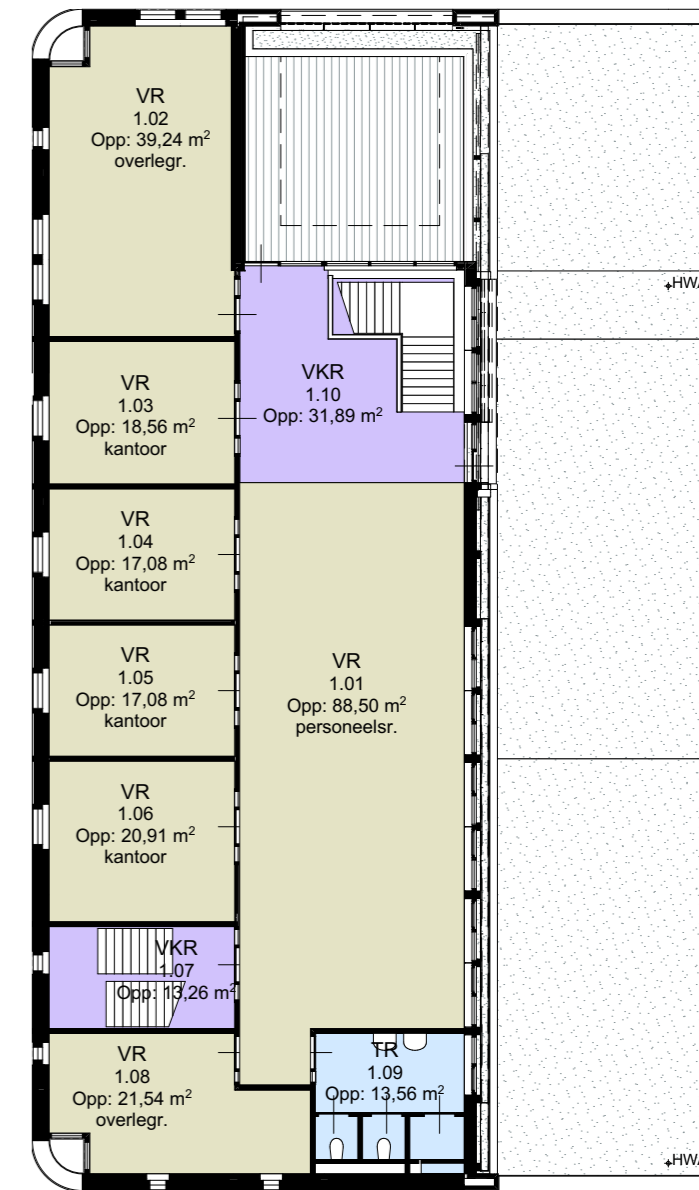 VR
1.02
Opp: 39,24 m²
overlegr.
HWA
VKR
1.10
Opp: 31,89 m²
VR
1.03
Opp: 18,56 m²
kantoor
VR
1.04
Opp: 17,08 m²
kantoor
VR
1.05
Opp: 17,08 m²
kantoor
VR
1.01
Opp: 88,50 m²
personeelsr.
VR
1.06
Opp: 20,91 m²
kantoor
VKR
1.07
Opp: 13,26 m²
VR
1.08
Opp: 21,54 m²
overlegr.
TR
1.09
Opp: 13,56 m²
HWA